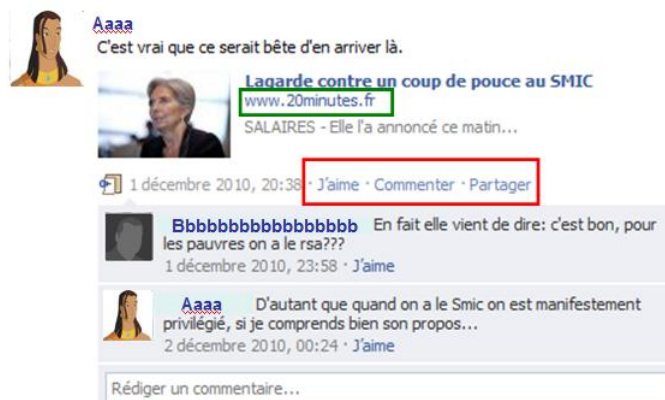 Aaaa
C'est vrai que ce serait bête d'en arriver là.
Lagarde contre un coup de pouce au SMIC
www.20minutes.fr
SALAIRES - Elle l'a annoncé ce matin...
1 décembre 2010, 20:38 · J'aime · Commenter · Partager
Bbbbbbbbbbbbbbbbb En fait elle vient de dire: c'est bon, pour
les pauvres on a le rsa???
1 décembre 2010, 23:58 · J'aime
Aaaa D'autant que quand on a le Smic on est manifestement
privilégié, si je comprends bien son propos...
2 décembre 2010, 00:24 · J'aime
Rédiger un commentaire...